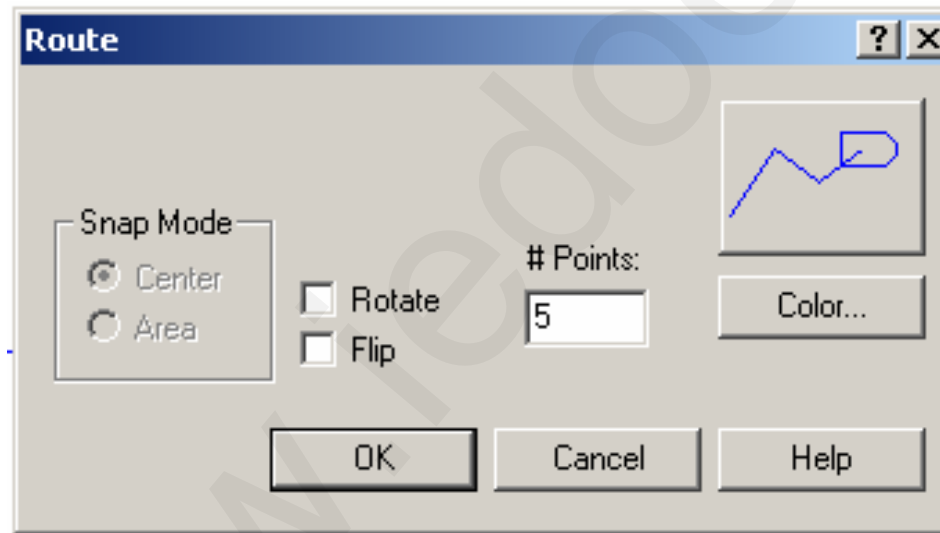 Route
Snap Mode
Center
Area
Rotate
Flip
# Points:
5
Color...
OK
Cancel
Help